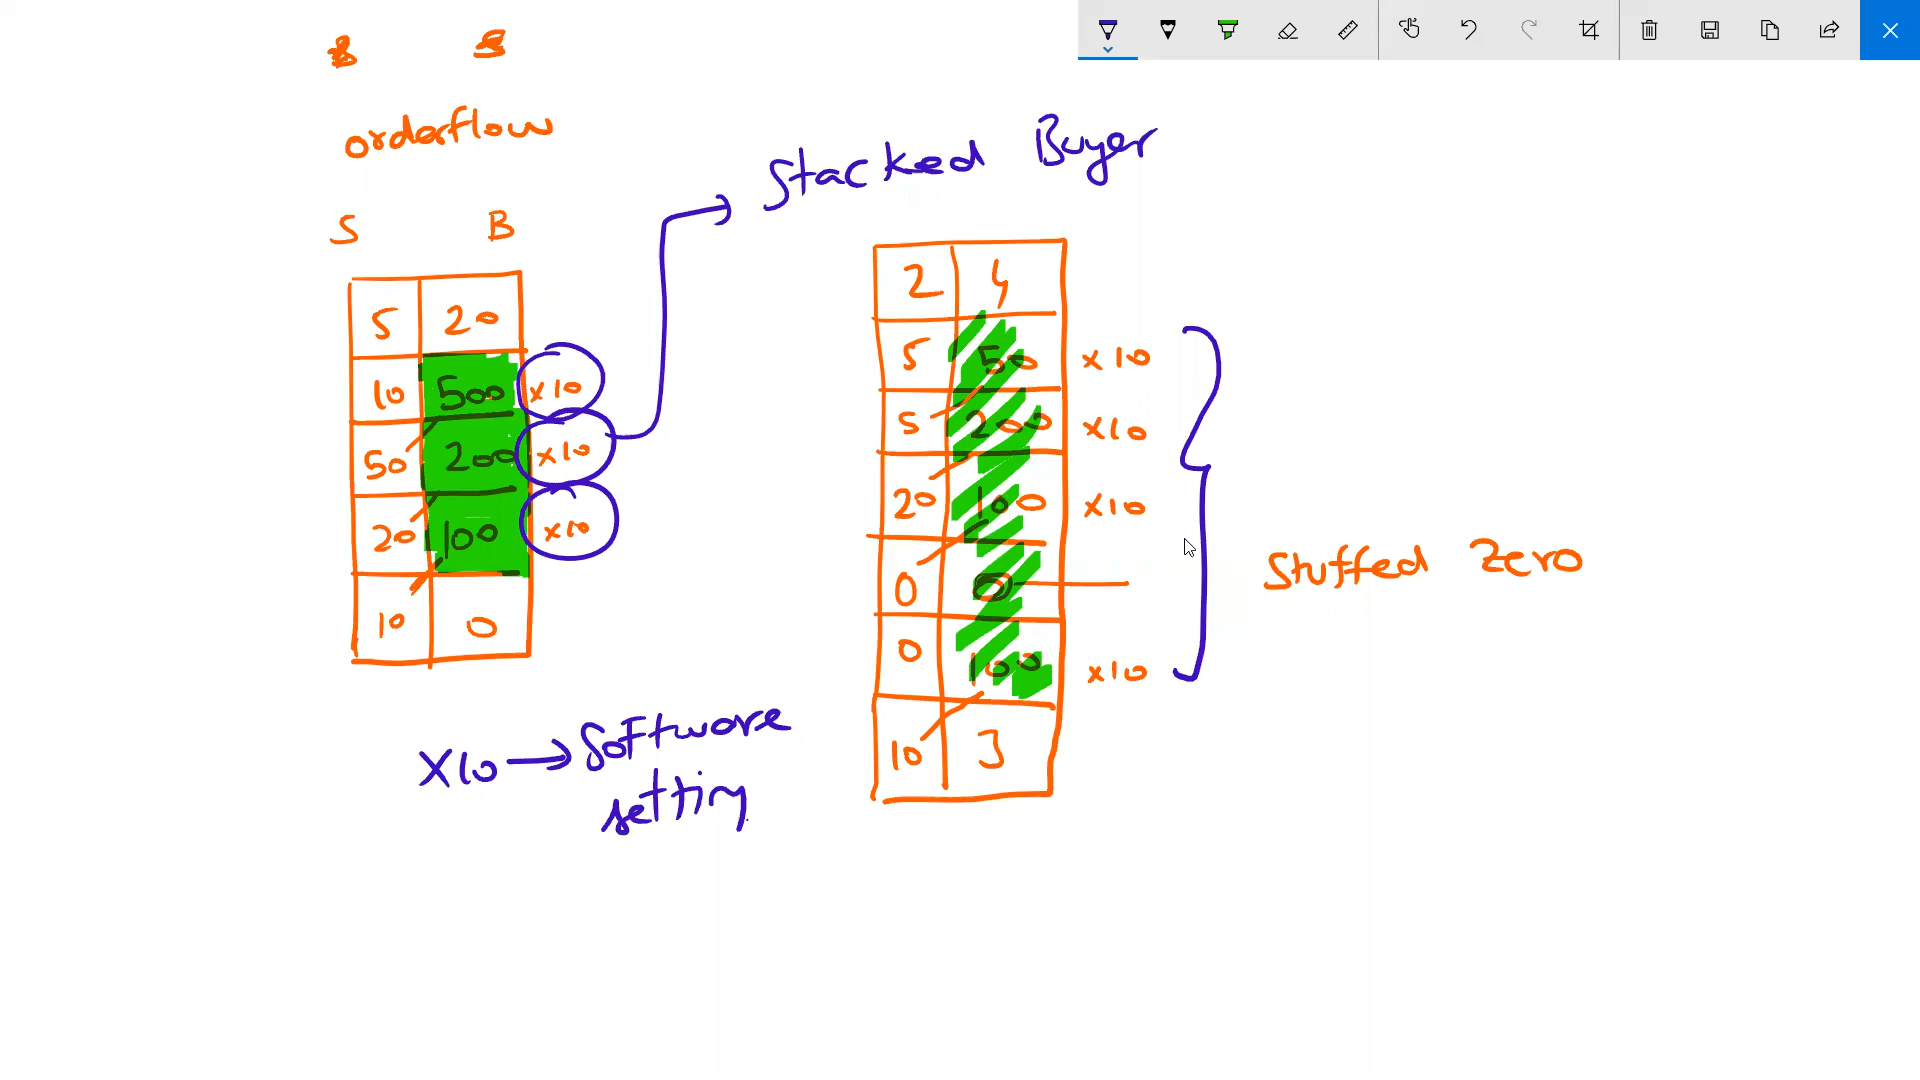 orderflow
Stacked Buyer
S B
5 20
10 500 x10
50 200 x10
20 100 x10
10 0
2 4
5 50 x10
5 200 x10
20 100 x10
0 0
0 100 x10
10 3
Stuffed Zero
X10 → Software
setting